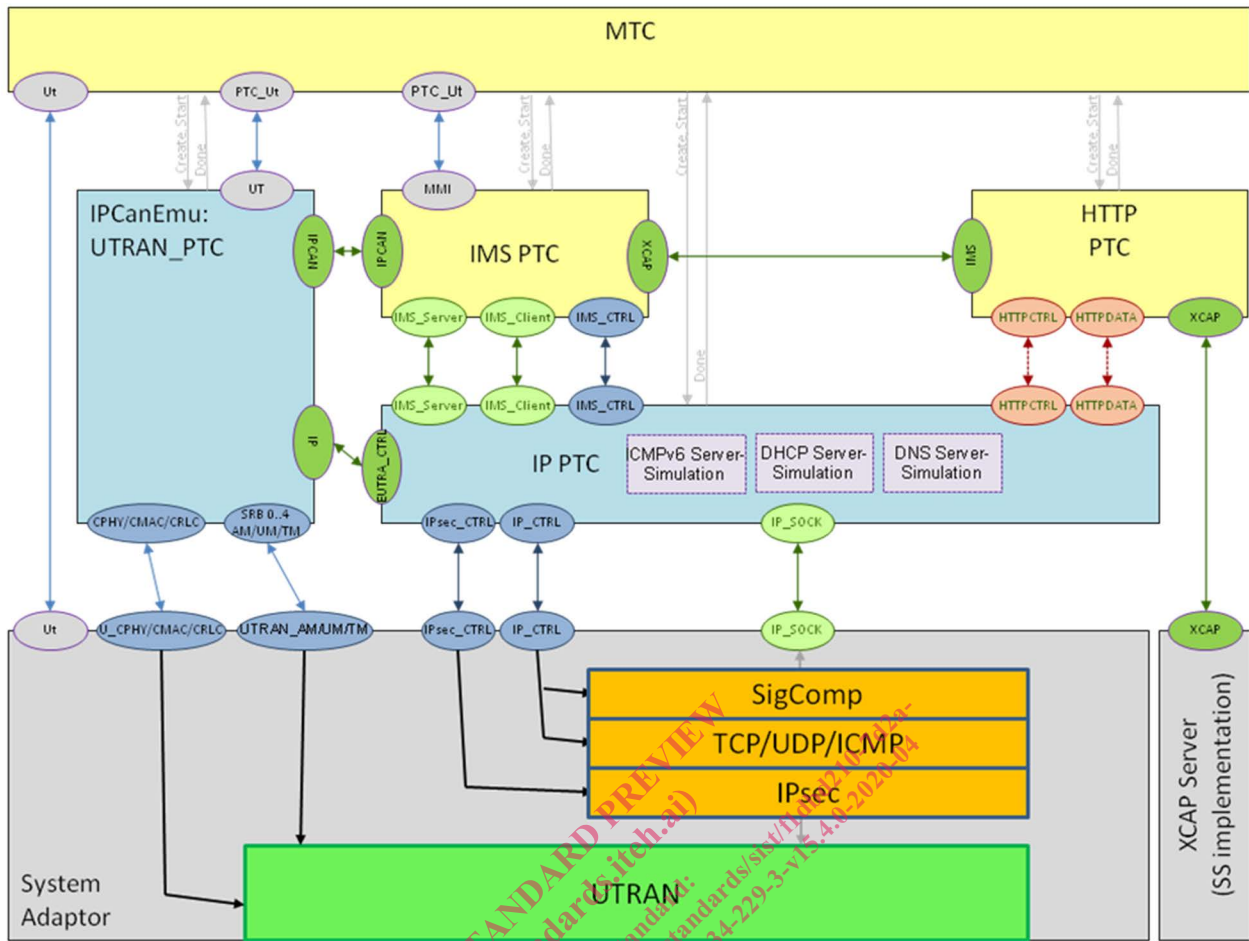 MTC
Ut
PTC_Ut
PTC_Ut
Create_Start
Done
Create_Start
Done
Create_Start
Done
Create_Start
Done
UT
MMI
IPCanEmu:
UTRAN_PTC
IPCAN
IPCAN
IMS PTC
XCAP
SMI
HTTP
PTC
IMS_Server
IMS_Client
IMS_CTRL
HTTPCTRL
HTTPDATA
XCAP
IMS_Server
IMS_Client
IMS_CTRL
HTTPCTRL
HTTPDATA
IP
EUTRA_CTRL
IP PTC
ICMPv6 Server-
Simulation
DHCP Server-
Simulation
DNS Server-
Simulation
CPHY/CMAC/CRLC
SRB 0..4
AM/UM/TM
IPsec_CTRL
IP_CTRL
IP_SOCK
Ut
U_CPHY/CMAC/CRLC
UTRAN_AM/UM/TM
IPsec_CTRL
IP_CTRL
IP_SOCK
XCAP
SigComp
TCP/UDP/ICMP
IPsec
UTRAN
System
Adaptor
XCAP Server
(SS implementation)
STANDARD PREVIEW